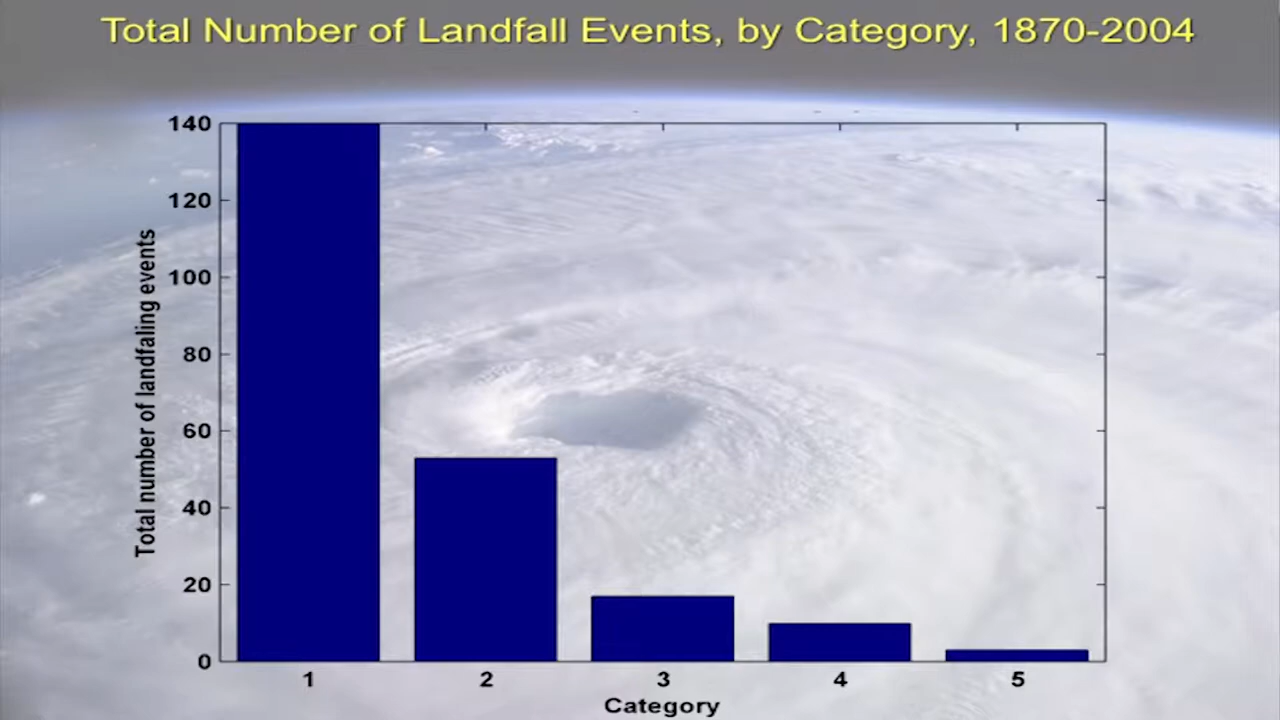 Total Number of Landfall Events, by Category, 1870-2004
140
120
100
80
60
40
20
0
Total number of landfaling events
1 2 3 4 5
Category